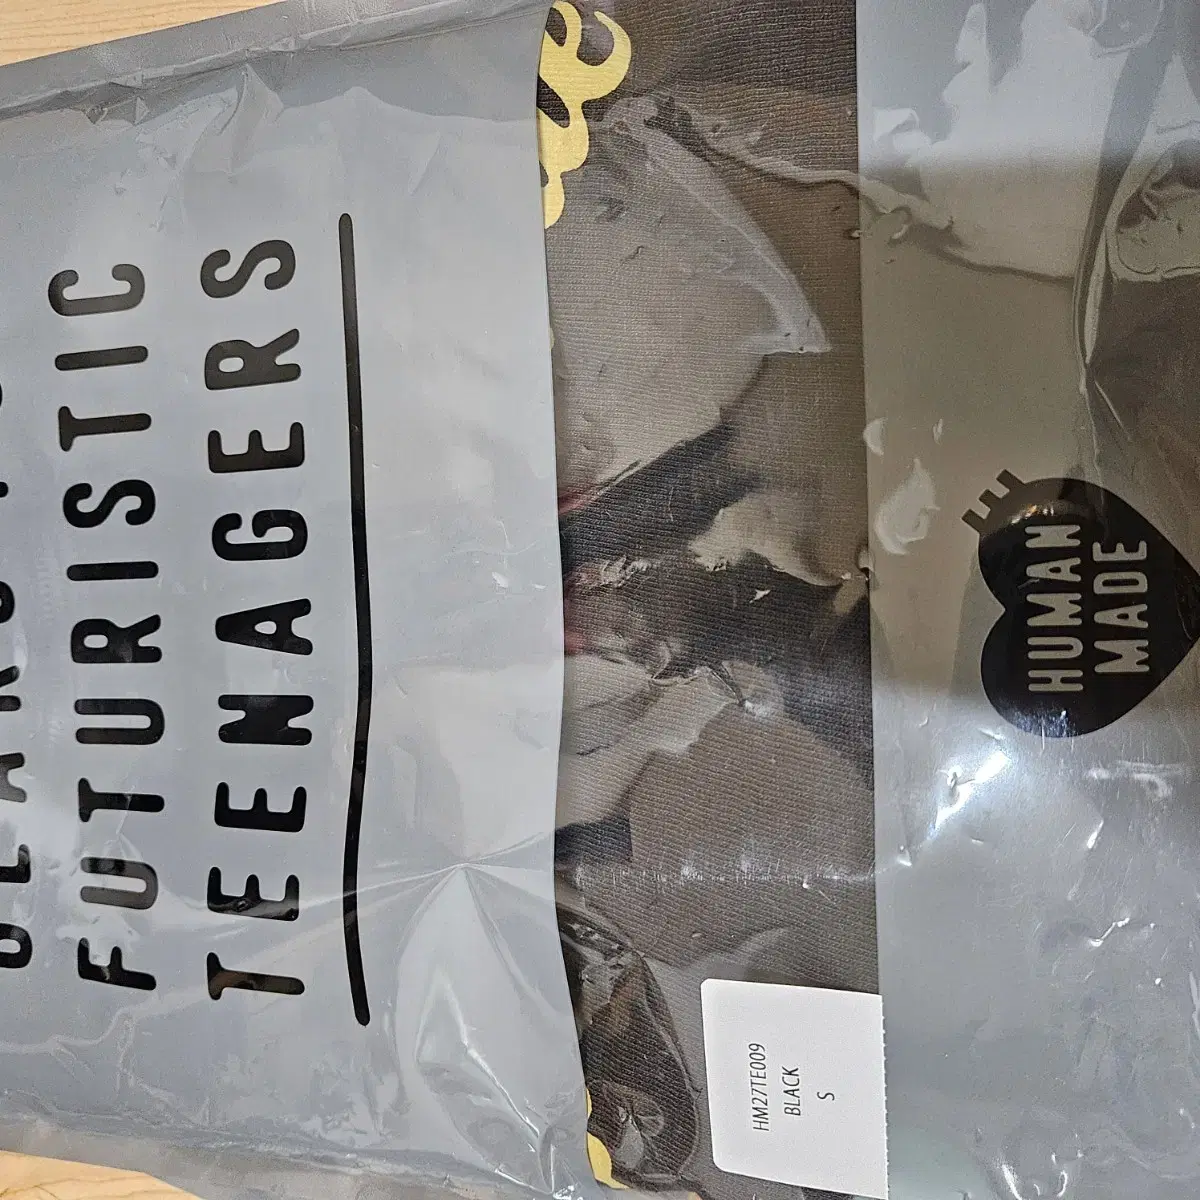 FUTURISTIC
TEENAGERS
HUMAN
MADE
HM27TE009
BLACK
S